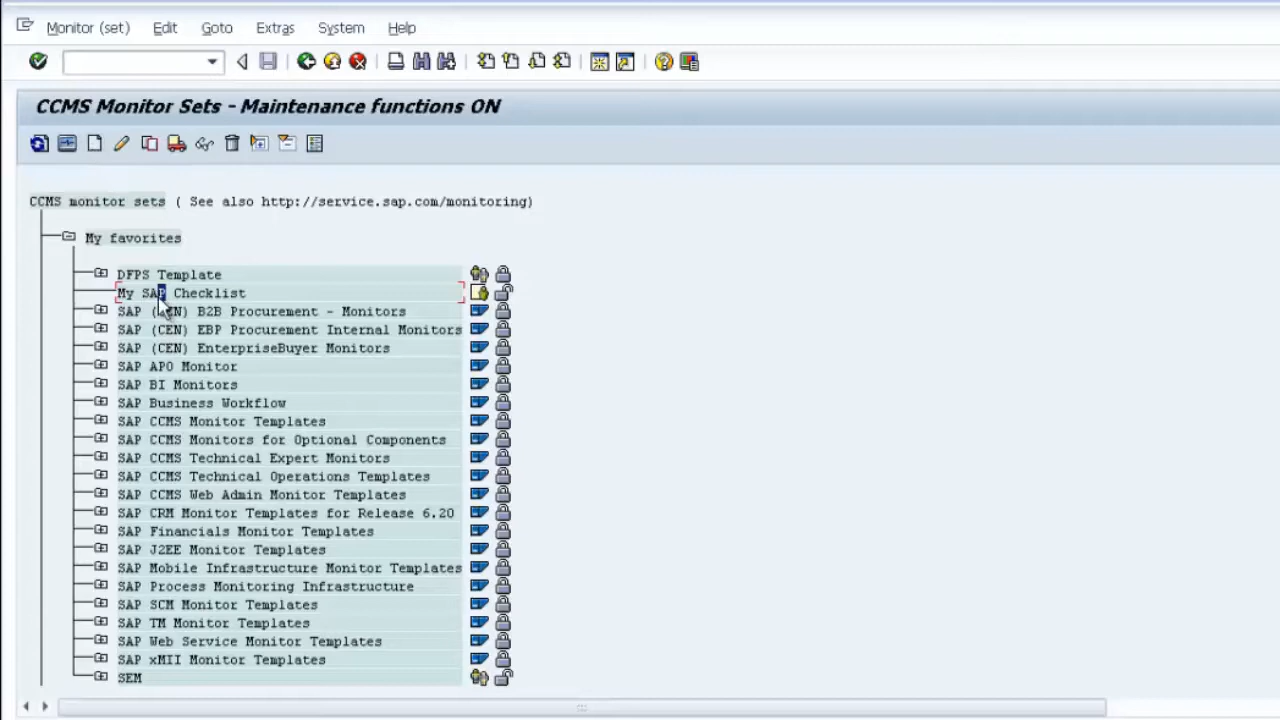 Monitor (set) Edit Goto Extras System Help
CCMS Monitor Sets - Maintenance functions ON
CCMS monitor sets ( See also http://service.sap.com/monitoring)
My favorites
DFPS Template
My SAP Checklist
SAP (CEN) B2B Procurement - Monitors
SAP (CEN) EBP Procurement Internal Monitors
SAP (CEN) EnterpriseBuyer Monitors
SAP APO Monitor
SAP BI Monitors
SAP Business Workflow
SAP CCMS Monitor Templates
SAP CCMS Monitors for Optional Components
SAP CCMS Technical Expert Monitors
SAP CCMS Technical Operations Templates
SAP CCMS Web Admin Monitor Templates
SAP CRM Monitor Templates for Release 6.20
SAP Financials Monitor Templates
SAP J2EE Monitor Templates
SAP Mobile Infrastructure Monitor Templates
SAP Process Monitoring Infrastructure
SAP SCM Monitor Templates
SAP TM Monitor Templates
SAP Web Service Monitor Templates
SAP xMII Monitor Templates
SEM